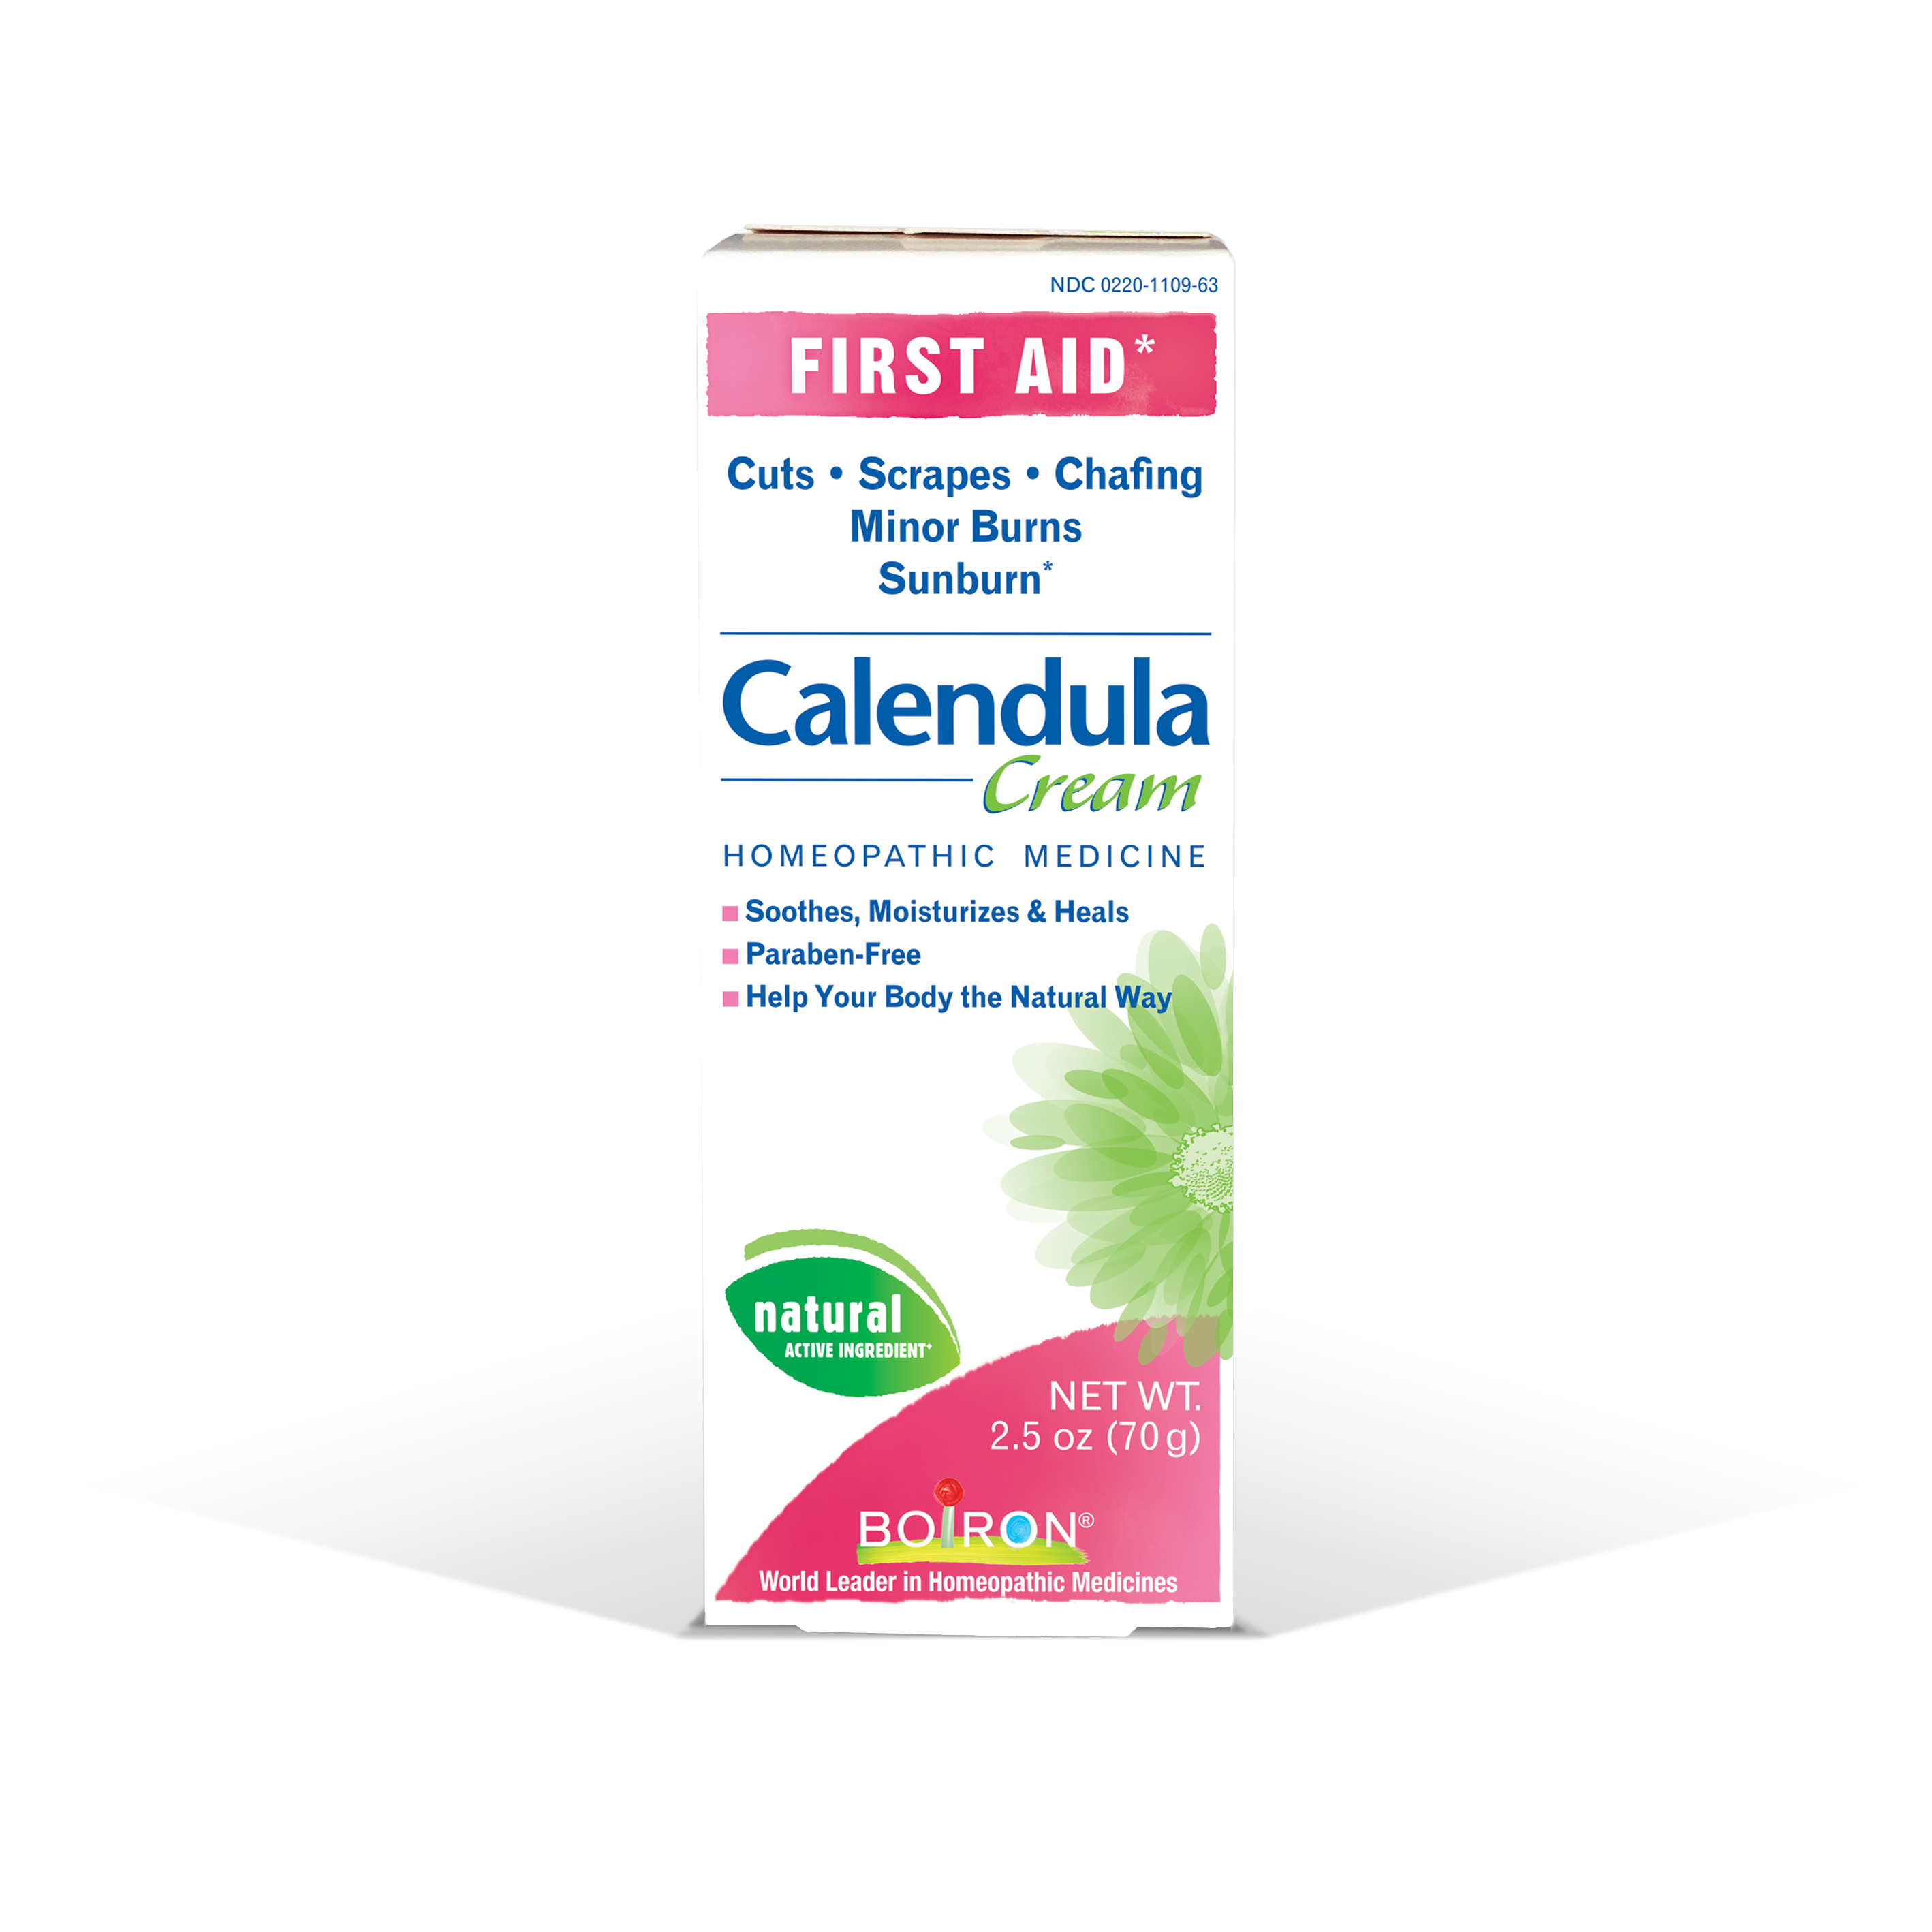 NDC 0220-1109-63
FIRST AID*
Cuts • Scrapes • Chafing
Minor Burns
Sunburn*
Calendula
Cream
HOMEOPATHIC MEDICINE
Soothes, Moisturizes & Heals
Paraben-Free
Help Your Body the Natural Way
natural
ACTIVE INGREDIENT⁺
NET WT.
2.5 oz (70 g)
BOIRON®
World Leader in Homeopathic Medicines